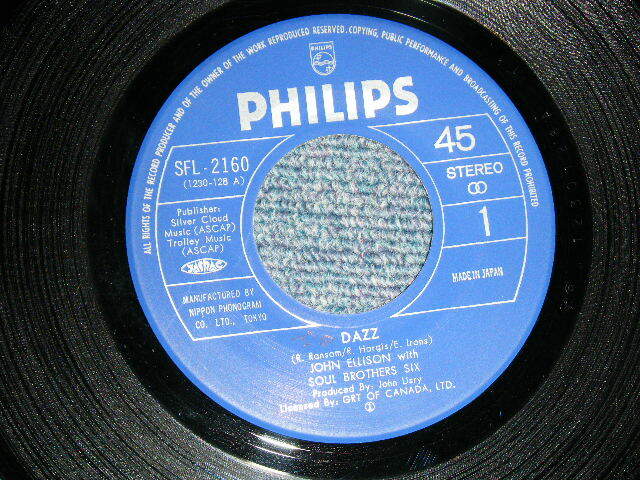 ALL RIGHTS OF THE RECORD PRODUCER AND OF THE OWNER OF THE WORK REPRODUCED RESERVED. COPYING, PUBLIC PERFORMANCE AND BROADCASTING OF THIS RECORD PROHIBITED
PHILIPS
PHILIPS
SFL-2160
(1230-128 A)
45
STEREO
Publisher:
Silver Cloud
Music (ASCAP)
Trolley Music
(ASCAP)
1
MADE IN JAPAN
MANUFACTURED BY
NIPPON PHONOGRAM
CO. LTD., TOKYO
DAZZ
(R. Ransom/R. Hargis/E. Irons)
JOHN ELLISON with
SOUL BROTHERS SIX
Produced By: John Usry
Licensed By: GRT OF CANADA, LTD.